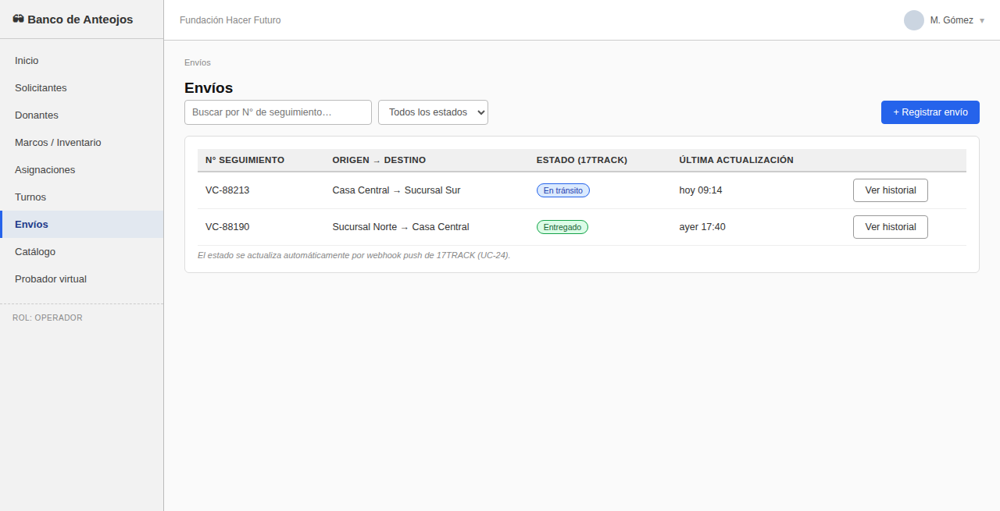 🕶 Banco de Anteojos
Fundación Hacer Futuro
M. Gómez ▾
Inicio
Solicitantes
Donantes
Marcos / Inventario
Asignaciones
Turnos
Envíos
Catálogo
Probador virtual
ROL: OPERADOR
Envíos
Envíos
Buscar por N° de seguimiento… Todos los estados + Registrar envío
N° SEGUIMIENTO ORIGEN → DESTINO ESTADO (17TRACK) ÚLTIMA ACTUALIZACIÓN
VC-88213 Casa Central → Sucursal Sur En tránsito hoy 09:14 Ver historial
VC-88190 Sucursal Norte → Casa Central Entregado ayer 17:40 Ver historial
El estado se actualiza automáticamente por webhook push de 17TRACK (UC-24).